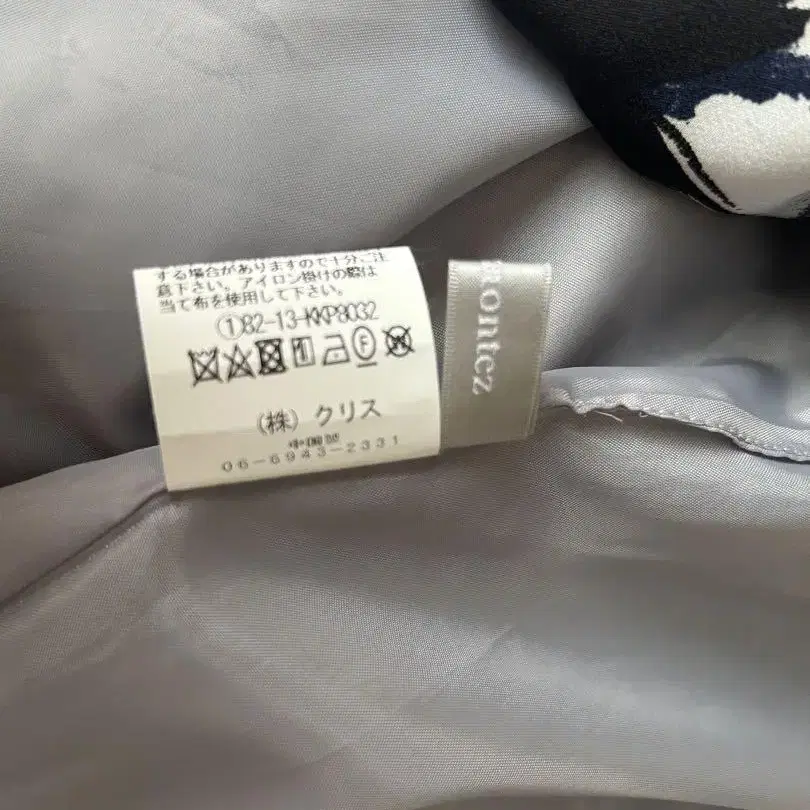 する場合がありますので十分ご注
意下さい。アイロン掛けの際は
当て布を使用して下さい。
①82-13-KKP8032
F
(株) クリス
中国製
06-6943-2331
montez